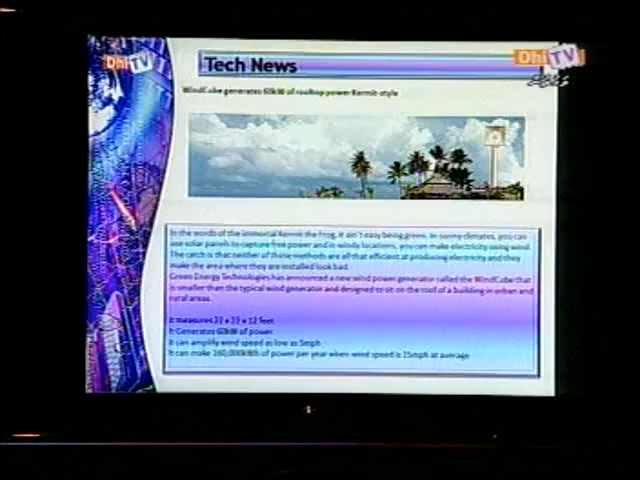 Dhi TV
Tech News
Dhi TV
WindCube generates 60kW of rooftop power Kermit style
In the words of the immortal Kermit the Frog, it ain't easy being green. In sunny climates, you can
use solar panels to capture free power and in windy locations, you can make electricity using wind.
The catch is that neither of those methods are all that efficient at producing electricity and they
make the area where they are installed look bad.
Green Energy Technologies has announced a new wind power generator called the WindCube that
is smaller than the typical wind generator and designed to sit on the roof of a building in urban and
rural areas.
It measures 22 x 22 x 12 feet
It Generates 60kW of power
It can amplify wind speed as low as 5mph
It can make 160,000kWh of power per year when wind speed is 15mph at average